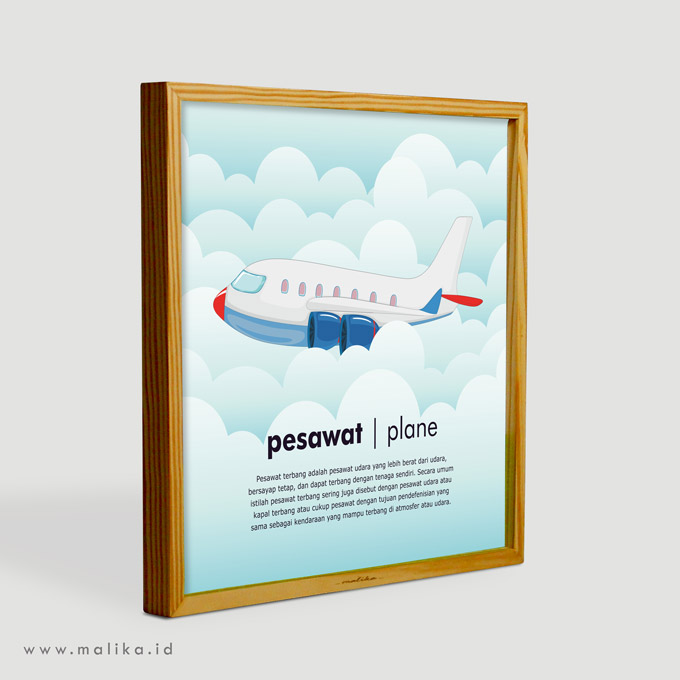 pesawat | plane
Pesawat terbang adalah pesawat udara yang lebih berat dari udara,
bersayap tetap, dan dapat terbang dengan tenaga sendiri. Secara umum
istilah pesawat terbang sering juga disebut dengan pesawat udara atau
kapal terbang atau cukup pesawat dengan tujuan pendefenisian yang
sama sebagai kendaraan yang mampu terbang di atmosfer atau udara.
malika
www.malika.id